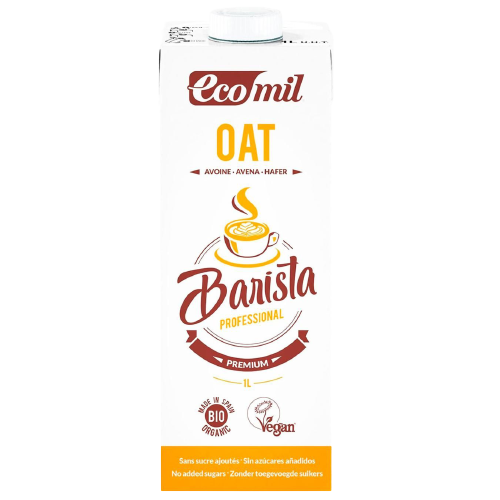 ecomil
OAT
AVOINE · AVENA · HAFER
Barista
PROFESSIONAL
PREMIUM
1L
MADE IN SPAIN
BIO
ORGANIC
Vegan
Sans sucre ajoutés · Sin azúcares añadidos
No added sugars · Zonder toegevoegde suikers